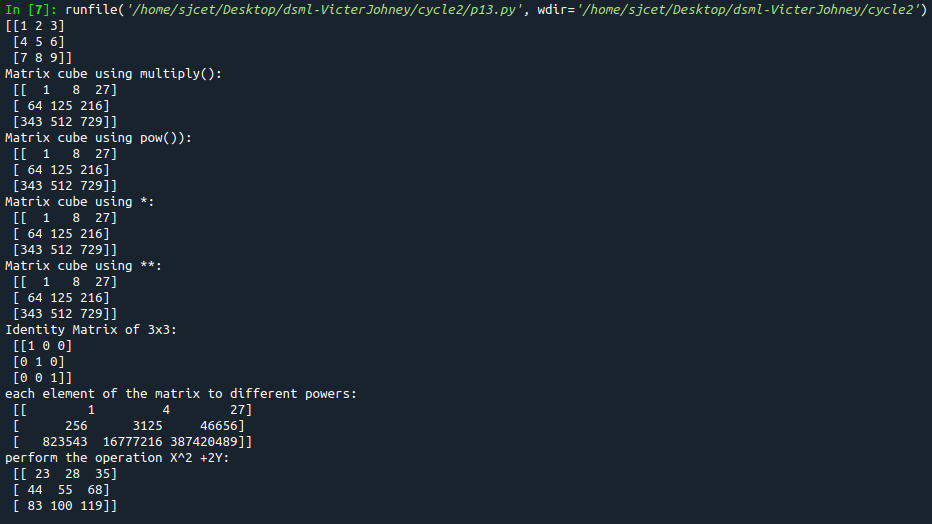 In [7]: runfile('/home/sjcet/Desktop/dsml-VicterJohney/cycle2/p13.py', wdir='/home/sjcet/Desktop/dsml-VicterJohney/cycle2')
[[1 2 3]
 [4 5 6]
 [7 8 9]]
Matrix cube using multiply():
 [[  1   8  27]
 [ 64 125 216]
 [343 512 729]]
Matrix cube using pow()):
 [[  1   8  27]
 [ 64 125 216]
 [343 512 729]]
Matrix cube using *:
 [[  1   8  27]
 [ 64 125 216]
 [343 512 729]]
Matrix cube using **:
 [[  1   8  27]
 [ 64 125 216]
 [343 512 729]]
Identity Matrix of 3x3:
 [[1 0 0]
 [0 1 0]
 [0 0 1]]
each element of the matrix to different powers:
 [[        1         4        27]
 [      256      3125     46656]
 [   823543  16777216 387420489]]
perform the operation X^2 +2Y:
 [[ 23  28  35]
 [ 44  55  68]
 [ 83 100 119]]